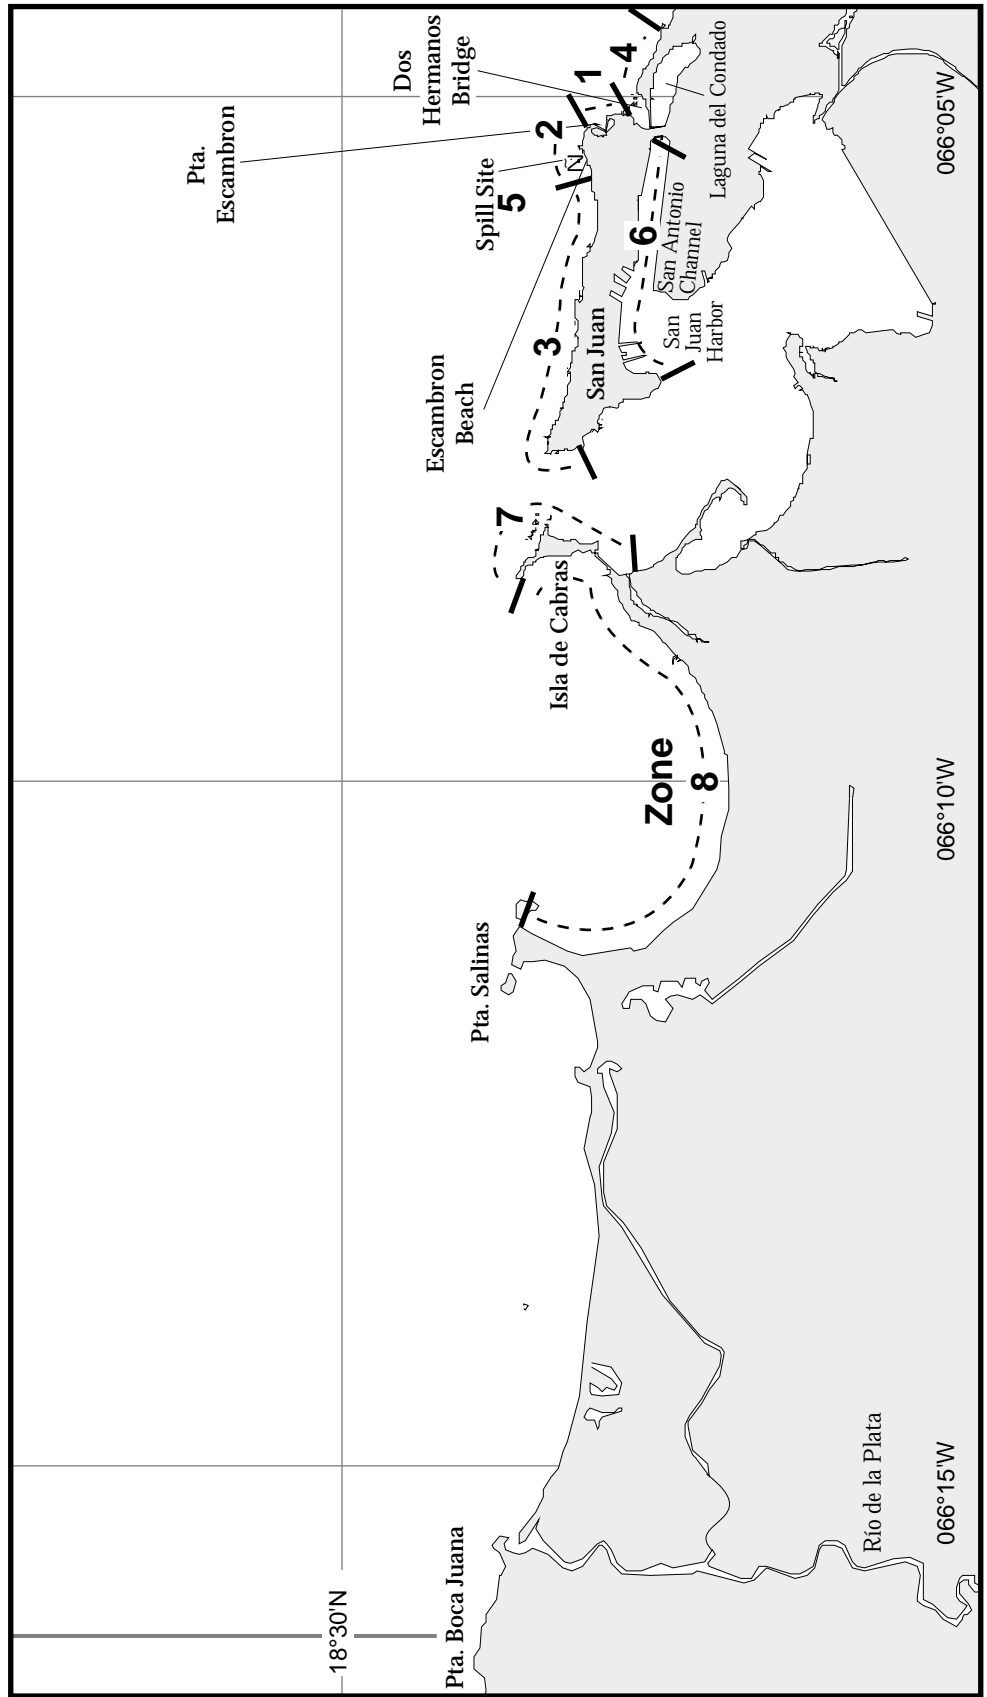 Pta. Boca Juana
18°30'N
066°15'W
Río de la Plata
Pta. Salinas
066°10'W
Zone
8
Isla de Cabras
7
Escambron
Beach
3
San Juan
San
Juan
Harbor
6
San Antonio
Channel
Spill Site
5
Pta.
Escambron
2
Dos
Hermanos
Bridge
1
4
Laguna del Condado
066°05'W